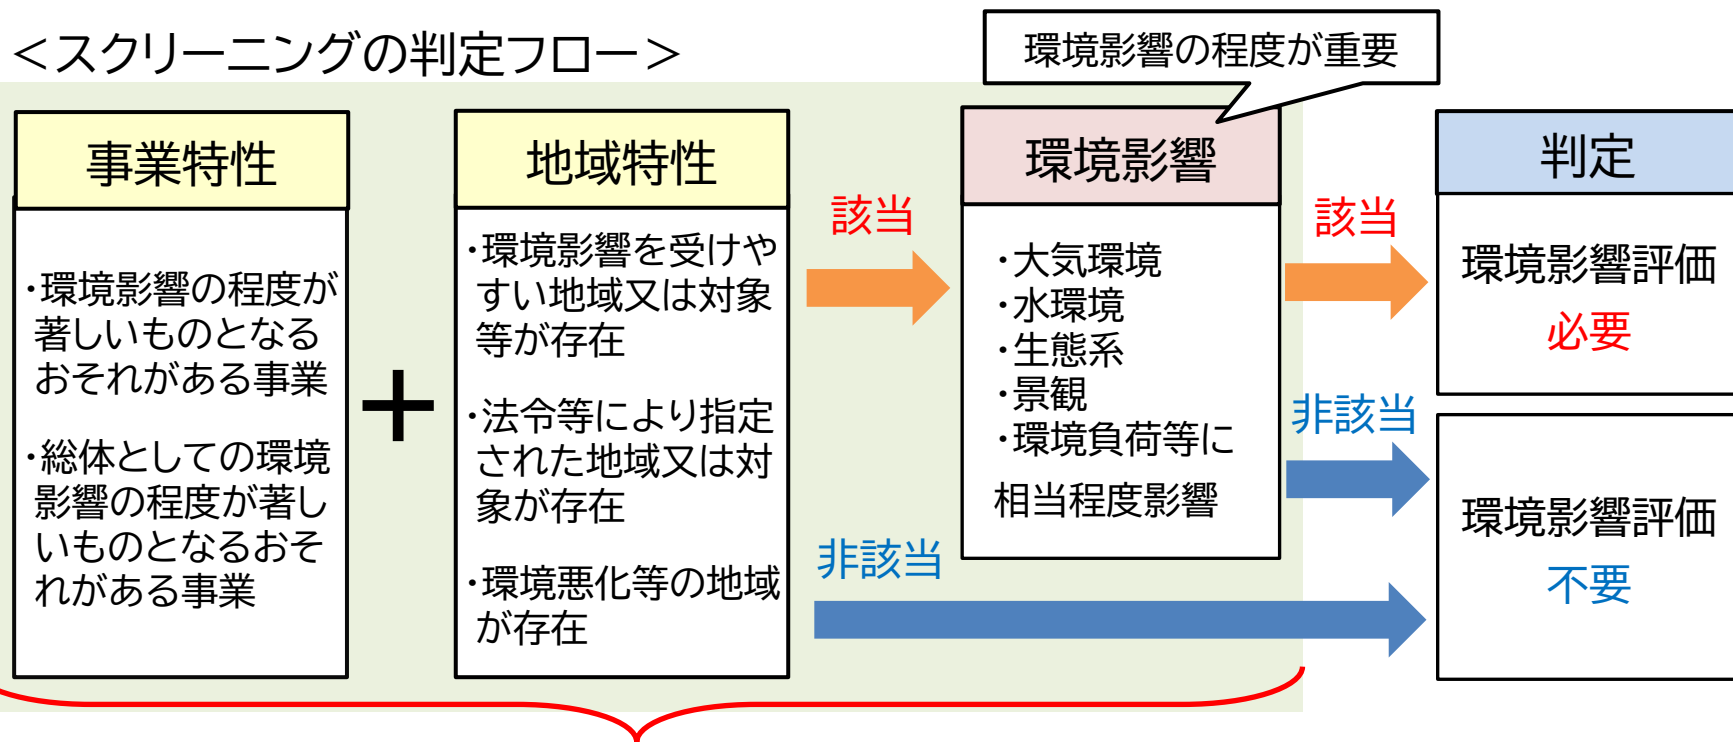 ＜スクリーニングの判定フロー＞
環境影響の程度が重要
事業特性
・環境影響の程度が
著しいものとなる
おそれがある事業
・総体としての環境
影響の程度が著し
いものとなるおそ
れがある事業
＋
地域特性
・環境影響を受けや
すい地域又は対象
等が存在
・法令等により指定
された地域又は対
象が存在
・環境悪化等の地域
が存在
該当
非該当
環境影響
・大気環境
・水環境
・生態系
・景観
・環境負荷等に
相当程度影響
該当
非該当
判定
環境影響評価
必要
環境影響評価
不要